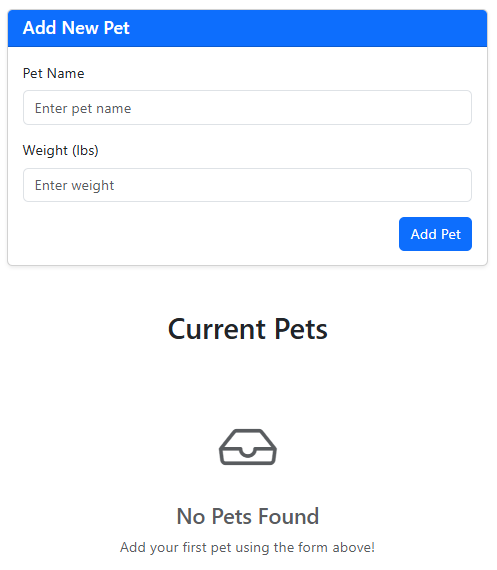 Add New Pet
Pet Name
Enter pet name
Weight (lbs)
Enter weight
Add Pet
Current Pets
No Pets Found
Add your first pet using the form above!